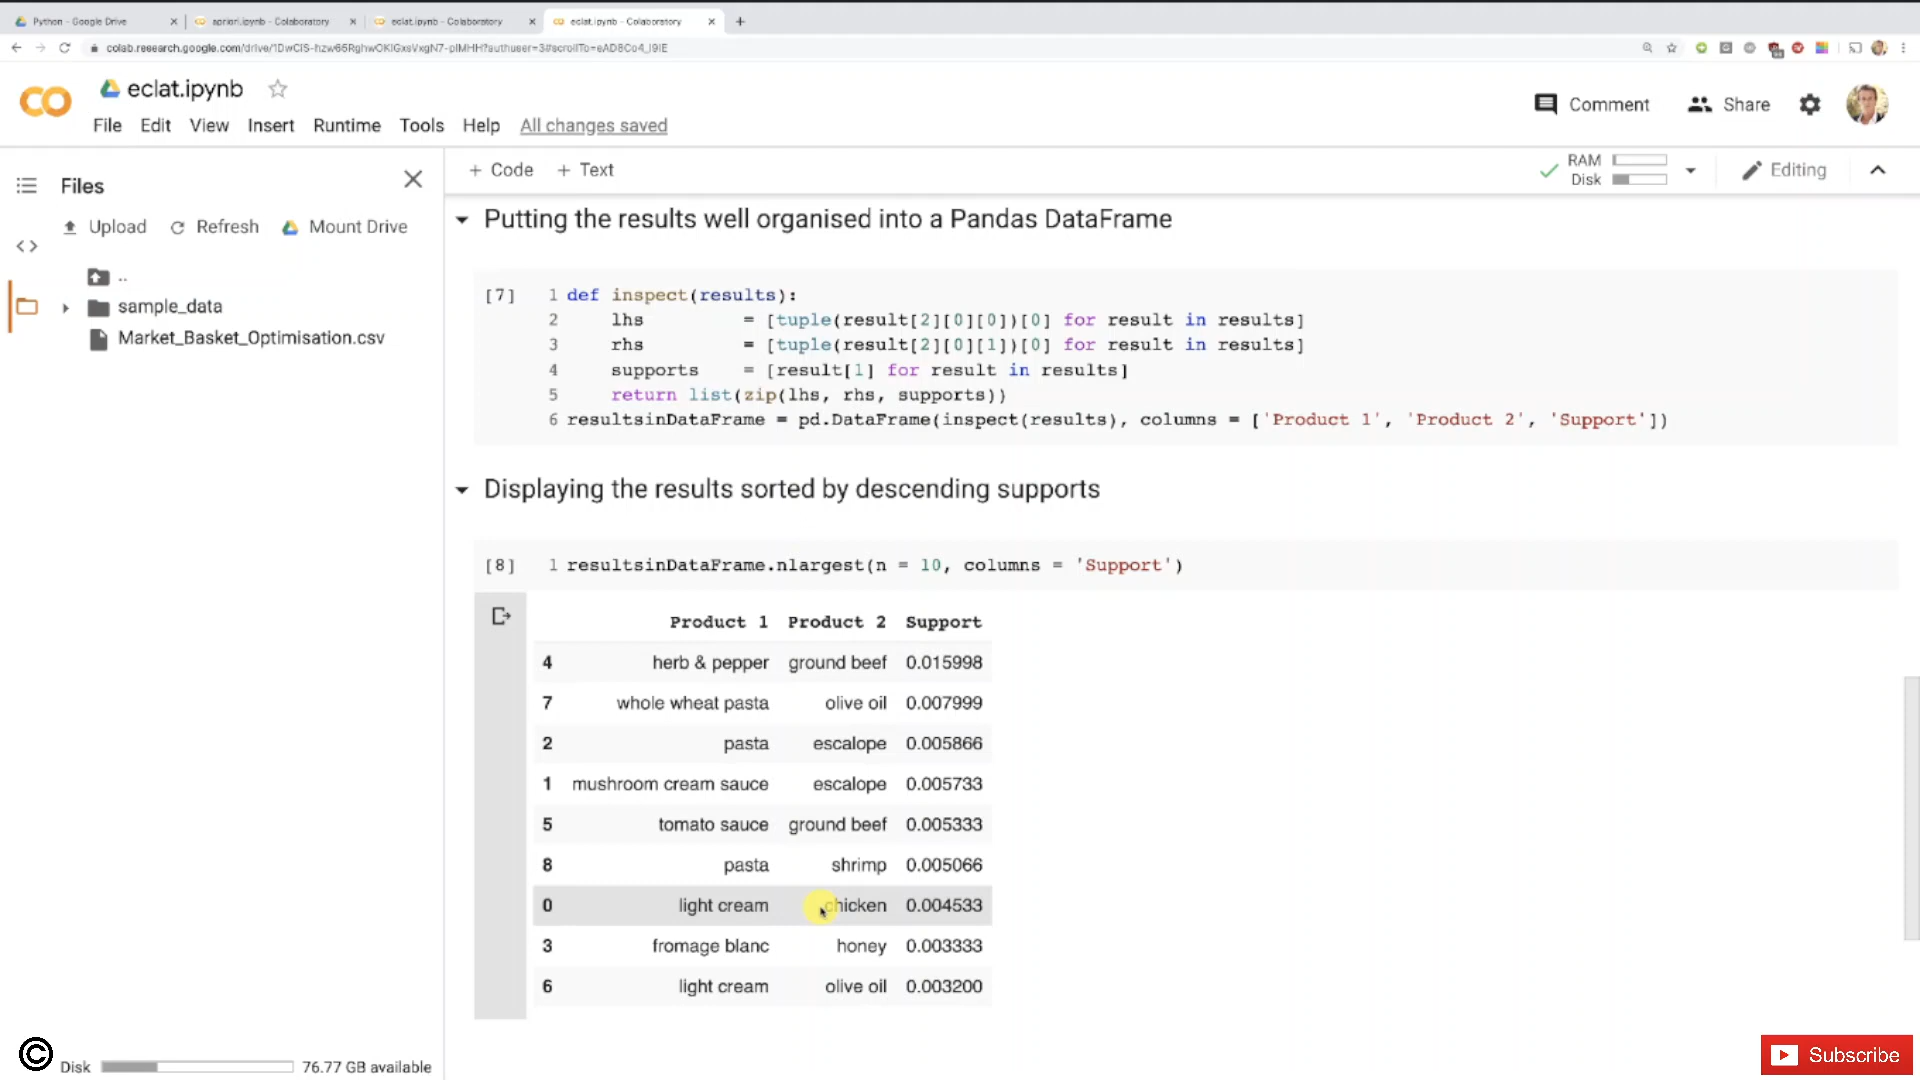 Python - Google Drive
apriori.ipynb - Colaboratory
eclat.ipynb - Colaboratory
eclat.ipynb - Colaboratory
eclat.ipynb
File Edit View Insert Runtime Tools Help All changes saved
Comment Share
Files
+ Code + Text
RAM
Disk
Editing
Upload Refresh Mount Drive
..
sample_data
Market_Basket_Optimisation.csv
Putting the results well organised into a Pandas DataFrame
[7]
1 def inspect(results):
2 lhs = [tuple(result[2][0][0])[0] for result in results]
3 rhs = [tuple(result[2][0][1])[0] for result in results]
4 supports = [result[1] for result in results]
5 return list(zip(lhs, rhs, supports))
6 resultsinDataFrame = pd.DataFrame(inspect(results), columns = ['Product 1', 'Product 2', 'Support'])
Displaying the results sorted by descending supports
[8] 1 resultsinDataFrame.nlargest(n = 10, columns = 'Support')
Product 1 Product 2 Support
4 herb & pepper ground beef 0.015998
7 whole wheat pasta olive oil 0.007999
2 pasta escalope 0.005866
1 mushroom cream sauce escalope 0.005733
5 tomato sauce ground beef 0.005333
8 pasta shrimp 0.005066
0 light cream chicken 0.004533
3 fromage blanc honey 0.003333
6 light cream olive oil 0.003200
©
Disk 76.77 GB available
Subscribe